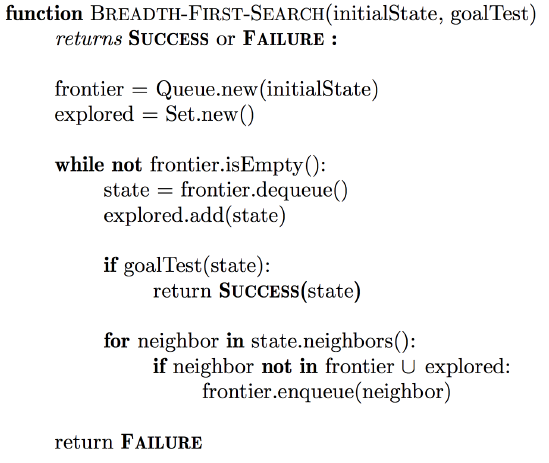 function BREADTH-FIRST-SEARCH(initialState, goalTest)
returns SUCCESS or FAILURE :
frontier = Queue.new(initialState)
explored = Set.new()
while not frontier.isEmpty():
state = frontier.dequeue()
explored.add(state)
if goalTest(state):
return SUCCESS(state)
for neighbor in state.neighbors():
if neighbor not in frontier ∪ explored:
frontier.enqueue(neighbor)
return FAILURE